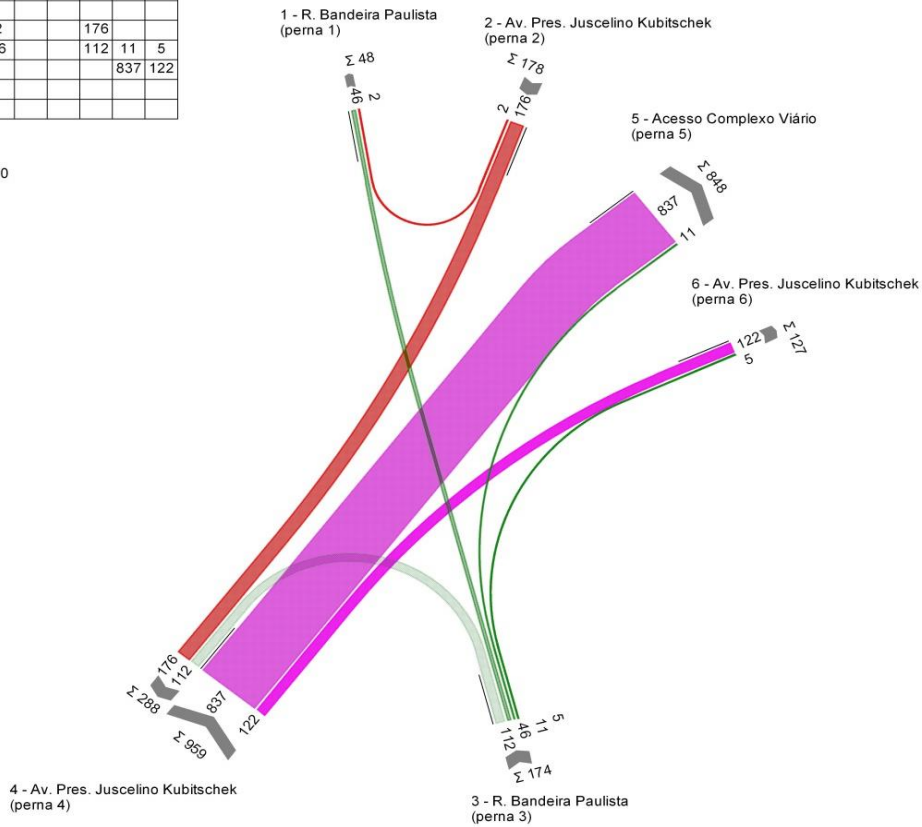 2 176
6 112 11 5
837 122
0
1 - R. Bandeira Paulista
(perna 1)
2 - Av. Pres. Juscelino Kubitschek
(perna 2)
Σ 48
46
2
Σ 178
2
176
5 - Acesso Complexo Viário
(perna 5)
Σ 848
837
11
6 - Av. Pres. Juscelino Kubitschek
(perna 6)
122
5
Σ 127
176
112
Σ 288
837
122
Σ 959
4 - Av. Pres. Juscelino Kubitschek
(perna 4)
112
46
11
5
Σ 174
3 - R. Bandeira Paulista
(perna 3)